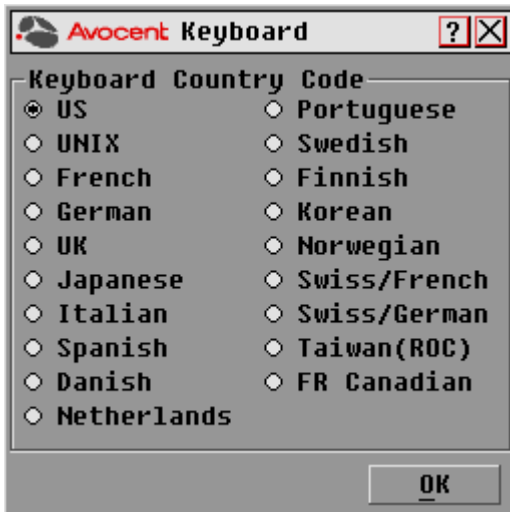 Avocent Keyboard ? X
Keyboard Country Code
US
UNIX
French
German
UK
Japanese
Italian
Spanish
Danish
Netherlands
Portuguese
Swedish
Finnish
Korean
Norwegian
Swiss/French
Swiss/German
Taiwan(ROC)
FR Canadian
OK